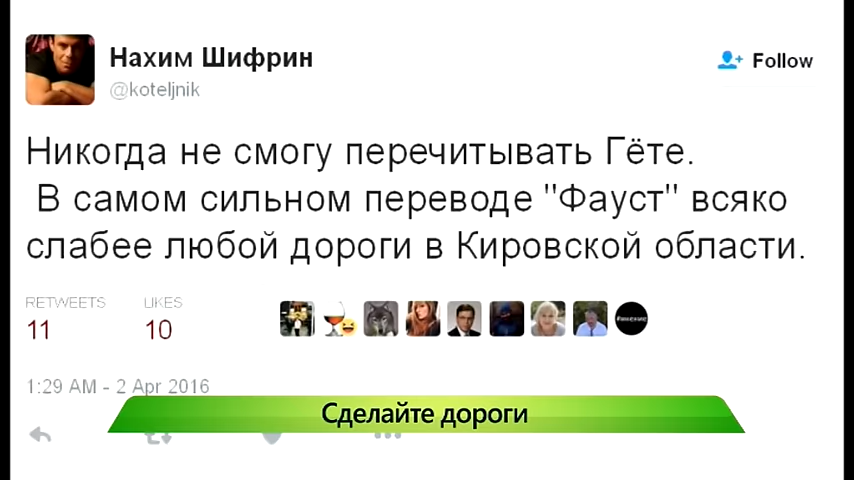 Нахим Шифрин
@koteljnik
Follow
Никогда не смогу перечитывать Гёте.
В самом сильном переводе "Фауст" всяко
слабее любой дороги в Кировской области.
RETWEETS
LIKES
11
10
1:29 AM - 2 Apr 2016
Сделайте дороги